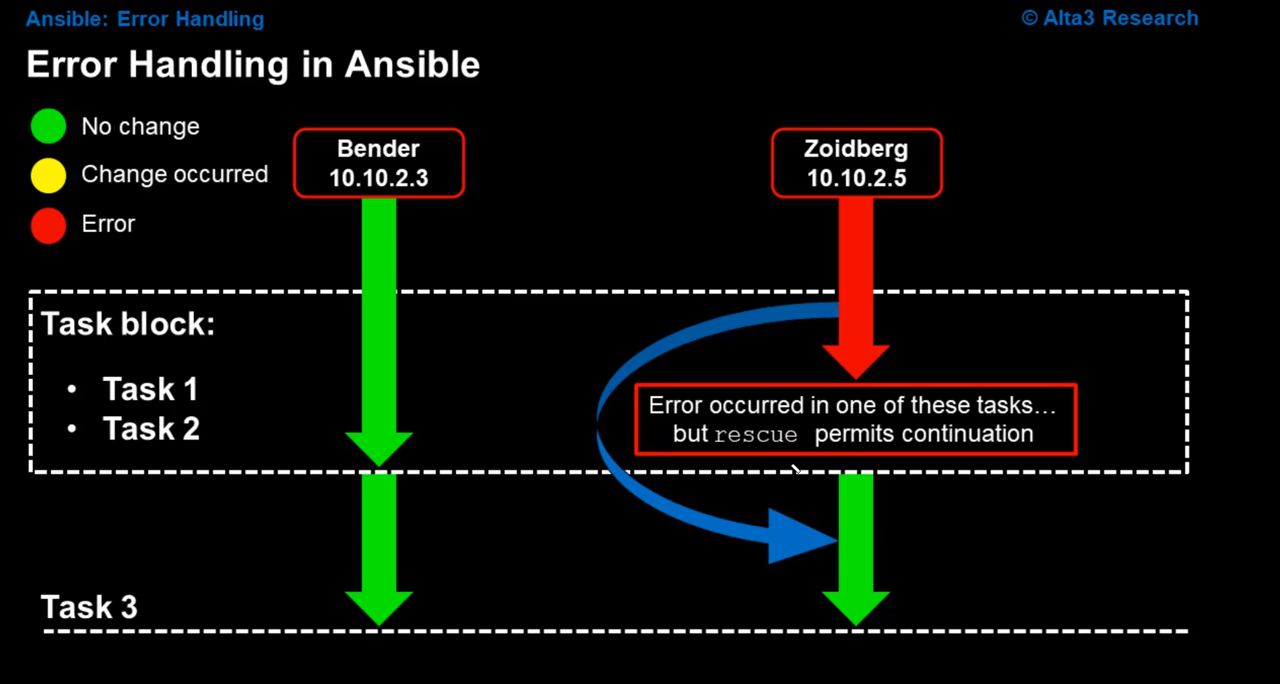 Ansible: Error Handling
© Alta3 Research
Error Handling in Ansible
No change
Change occurred
Error
Bender
10.10.2.3
Zoidberg
10.10.2.5
Task block:
• Task 1
• Task 2
Error occurred in one of these tasks…
but rescue permits continuation
Task 3